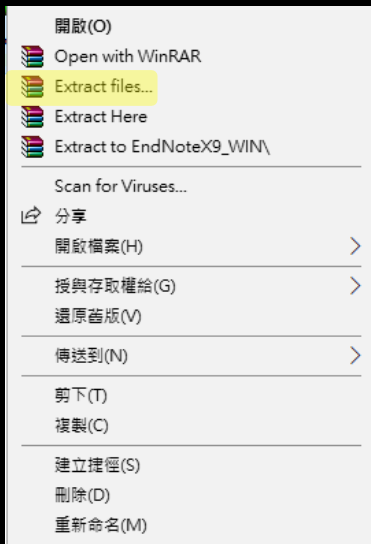 開啟(O)
Open with WinRAR
Extract files...
Extract Here
Extract to EndNoteX9_WIN\
Scan for Viruses...
分享
開啟檔案(H)
授與存取權給(G)
還原舊版(V)
傳送到(N)
剪下(T)
複製(C)
建立捷徑(S)
刪除(D)
重新命名(M)